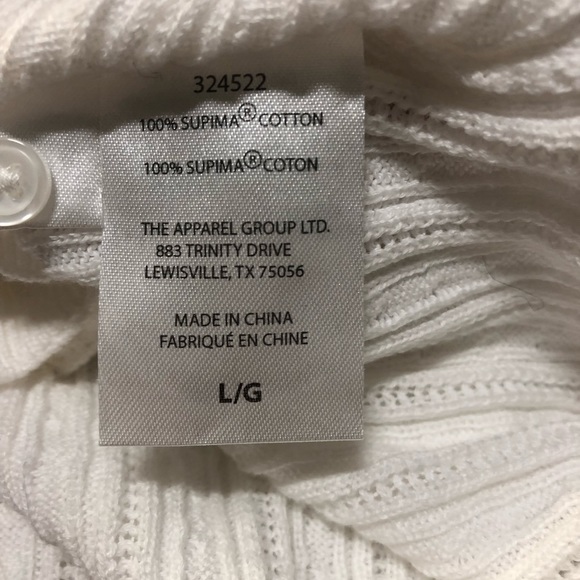 324522
100% SUPIMA® COTTON
100% SUPIMA® COTON
THE APPAREL GROUP LTD.
883 TRINITY DRIVE
LEWISVILLE, TX 75056
MADE IN CHINA
FABRIQUÉ EN CHINE
L/G